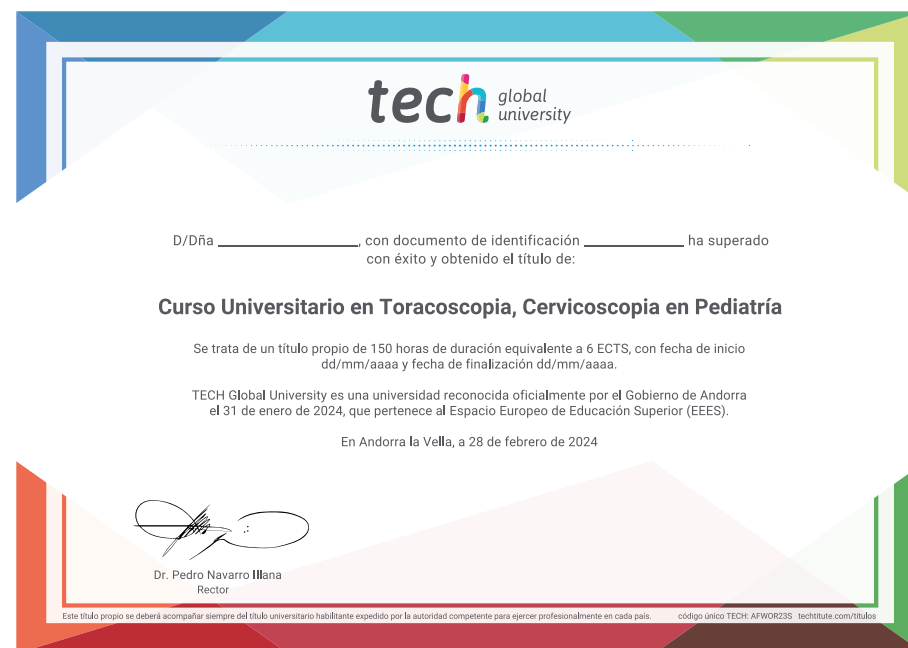 tech global university
D/Dña ____________, con documento de identificación ____________ ha superado
con éxito y obtenido el título de:
Curso Universitario en Toracoscopia, Cervicoscopia en Pediatría
Se trata de un título propio de 150 horas de duración equivalente a 6 ECTS, con fecha de inicio
dd/mm/aaaa y fecha de finalización dd/mm/aaaa.
TECH Global University es una universidad reconocida oficialmente por el Gobierno de Andorra
el 31 de enero de 2024, que pertenece al Espacio Europeo de Educación Superior (EEES).
En Andorra la Vella, a 28 de febrero de 2024
Dr. Pedro Navarro Illana
Rector
Este título propio se deberá acompañar siempre del título universitario habilitante expedido por la autoridad competente para ejercer profesionalmente en cada país. código único TECH: AFWOR23S techtitute.com/titulos